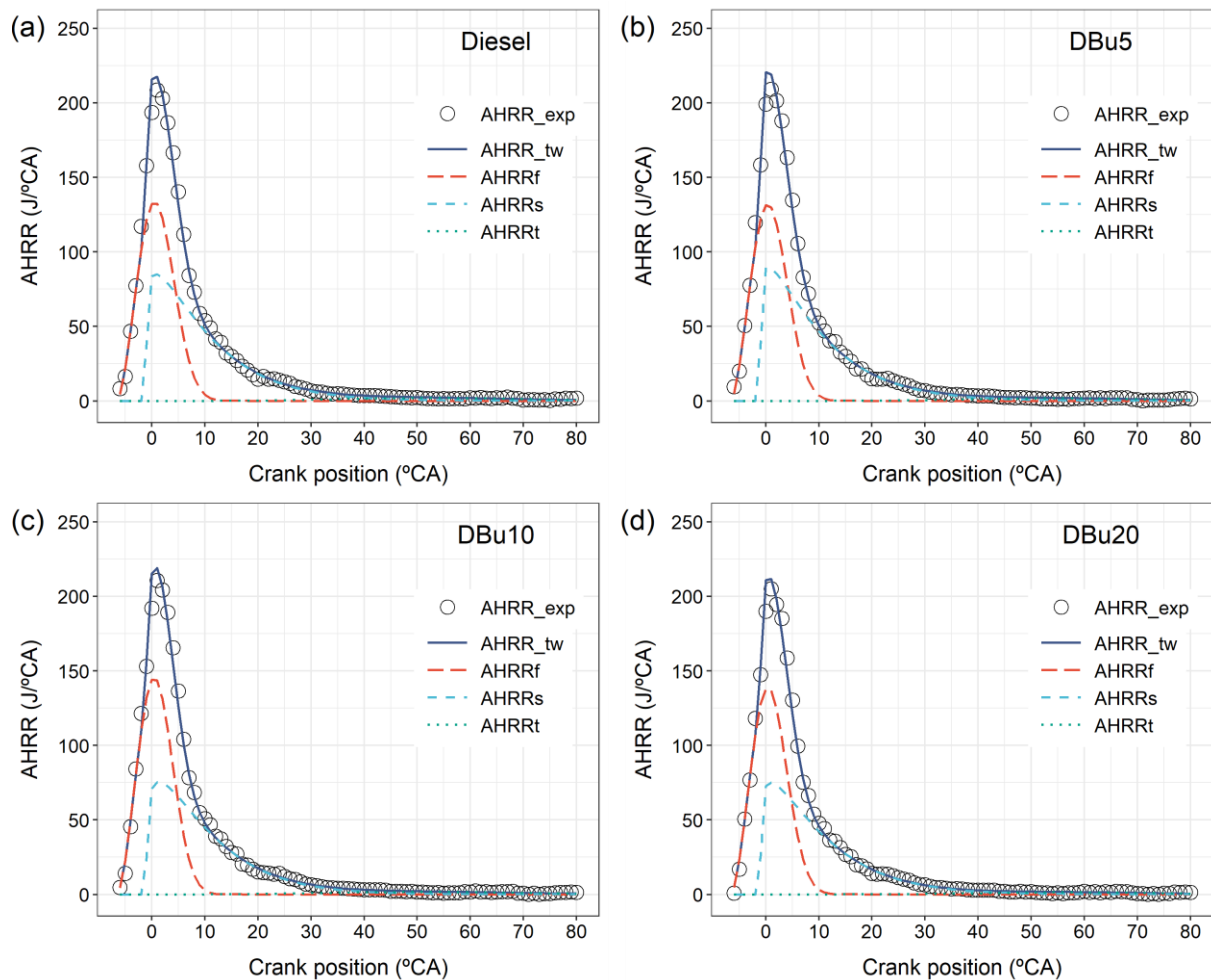 (a)
Diesel
250
200
150
100
50
0
AHRR (J/ºCA)
AHRR_exp
AHRR_tw
AHRRf
AHRRs
AHRRt
0 10 20 30 40 50 60 70 80
Crank position (ºCA)
(b)
DBu5
250
200
150
100
50
0
AHRR (J/ºCA)
AHRR_exp
AHRR_tw
AHRRf
AHRRs
AHRRt
0 10 20 30 40 50 60 70 80
Crank position (ºCA)
(c)
DBu10
250
200
150
100
50
0
AHRR (J/ºCA)
AHRR_exp
AHRR_tw
AHRRf
AHRRs
AHRRt
0 10 20 30 40 50 60 70 80
Crank position (ºCA)
(d)
DBu20
250
200
150
100
50
0
AHRR (J/ºCA)
AHRR_exp
AHRR_tw
AHRRf
AHRRs
AHRRt
0 10 20 30 40 50 60 70 80
Crank position (ºCA)